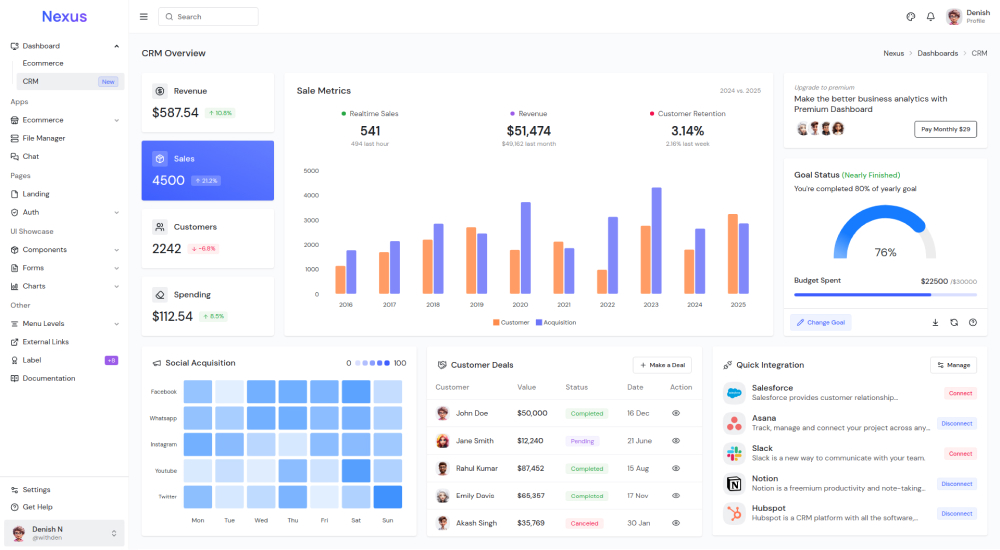 Nexus
Search
Denish
Profile
Dashboard
Ecommerce
CRM
New
Apps
Ecommerce
File Manager
Chat
Pages
Landing
Auth
UI Showcase
Components
Forms
Charts
Other
Menu Levels
External Links
Label
+8
Documentation
Settings
Get Help
Denish N
@withden
CRM Overview
Nexus > Dashboards > CRM
Revenue
$587.54 ↑ 10.8%
Sales
4500 ↑ 21.2%
Customers
2242 ↓ -6.8%
Spending
$112.54 ↑ 8.5%
Sale Metrics
2024 vs. 2025
Realtime Sales
541
494 last hour
Revenue
$51,474
$49,162 last month
Customer Retention
3.14%
2.16% last week
5000
4000
3000
2000
1000
0
2016 2017 2018 2019 2020 2021 2022 2023 2024 2025
Customer Acquisition
Upgrade to premium
Make the better business analytics with
Premium Dashboard
Pay Monthly $29
Goal Status (Nearly Finished)
You're completed 80% of yearly goal
76%
Budget Spent
$22500 /$30000
Change Goal
Social Acquisition
0 100
Facebook
Whatsapp
Instagram
Youtube
Twitter
Mon Tue Wed Thu Fri Sat Sun
Customer Deals
+ Make a Deal
Customer Value Status Date Action
John Doe $50,000 Completed 16 Dec
Jane Smith $12,240 Pending 21 June
Rahul Kumar $87,452 Completed 15 Aug
Emily Davis $65,357 Completed 17 Nov
Akash Singh $35,769 Canceled 30 Jan
Quick Integration
Manage
Salesforce
Salesforce provides customer relationship...
Connect
Asana
Track, manage and connect your project across any...
Disconnect
Slack
Slack is a new way to communicate with your team.
Connect
Notion
Notion is a freemium productivity and note-taking...
Disconnect
Hubspot
Hubspot is a CRM platform with all the software,...
Disconnect